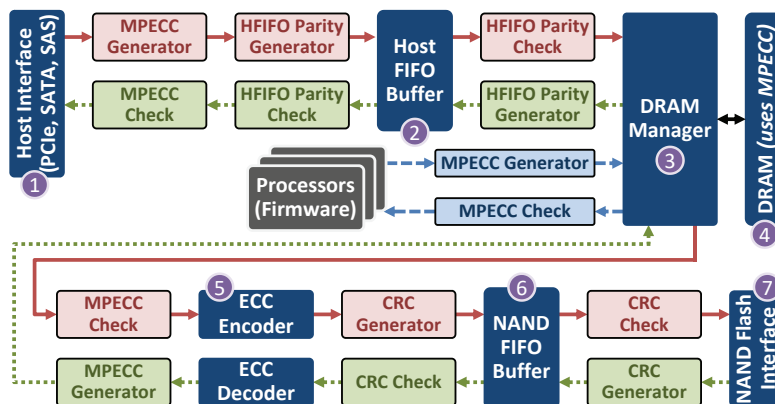 Host Interface
(PCIe, SATA, SAS)
1
MPECC
Generator
HFIFO Parity
Generator
Host
FIFO
Buffer
2
HFIFO Parity
Check
MPECC
Check
HFIFO Parity
Check
HFIFO Parity
Generator
DRAM
Manager
3
DRAM (uses MPECC)
4
Processors
(Firmware)
MPECC Generator
MPECC Check
MPECC
Check
5
ECC
Encoder
CRC
Generator
6
NAND
FIFO
Buffer
CRC
Check
7
NAND Flash
Interface
MPECC
Generator
ECC
Decoder
CRC Check
CRC
Generator